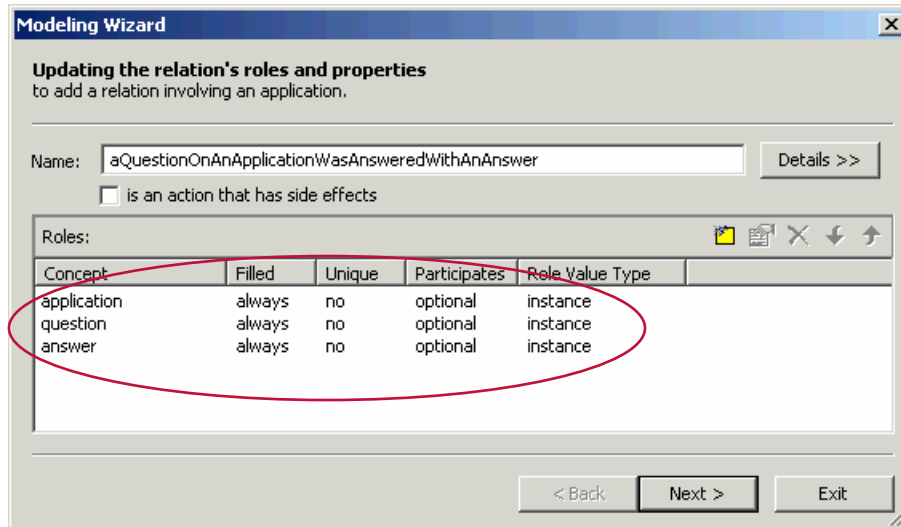 Modeling Wizard
Updating the relation's roles and properties
to add a relation involving an application.
Name: aQuestionOnAnApplicationWasAnsweredWithAnAnswer Details >>
is an action that has side effects
Roles:
Concept Filled Unique Participates Role Value Type
application always no optional instance
question always no optional instance
answer always no optional instance
< Back Next > Exit